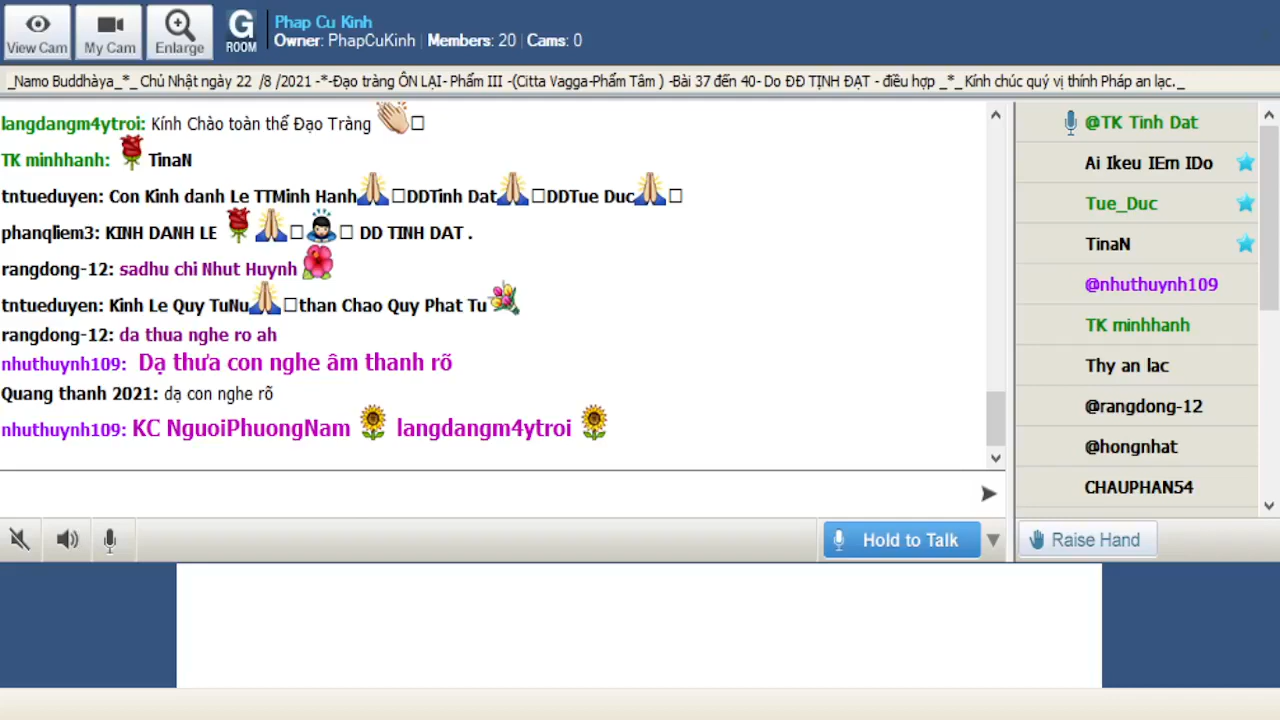 View Cam
My Cam
Enlarge
G
ROOM
Phap Cu Kinh
Owner: PhapCuKinh | Members: 20 | Cams: 0
_Namo Buddhàya_*_ Chủ Nhật ngày 22 /8 /2021 -*-Đạo tràng ÔN LẠI- Phẩm III -(Citta Vagga-Phẩm Tâm ) -Bài 37 đến 40- Do ĐĐ TỊNH ĐẠT - điều hợp _*_ Kính chúc quý vị thính Pháp an lạc._
langdangm4ytroi: Kính Chào toàn thể Đạo Tràng
TK minhhanh: TinaN
tntueduyen: Con Kinh danh Le TTMinh Hanh DDTinh Dat DDTue Duc
phanqliem3: KINH DANH LE DD TINH DAT .
rangdong-12: sadhu chi Nhut Huynh
tntueduyen: Kinh Le Quy TuNu than Chao Quy Phat Tu
rangdong-12: da thua nghe ro ah
nhuthuynh109: Dạ thưa con nghe âm thanh rõ
Quang thanh 2021: dạ con nghe rõ
nhuthuynh109: KC NguoiPhuongNam langdangm4ytroi
@TK Tinh Dat
Ai Ikeu IEm IDo
Tue_Duc
TinaN
@nhuthuynh109
TK minhhanh
Thy an lac
@rangdong-12
@hongnhat
CHAUPHAN54
Hold to Talk
Raise Hand